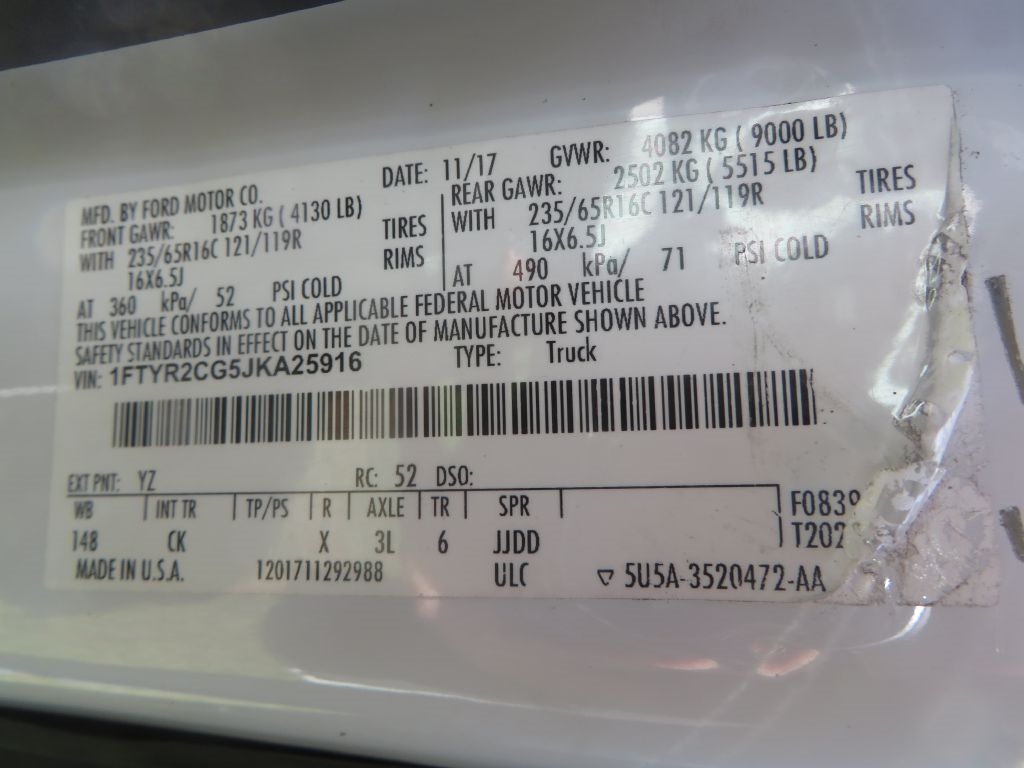 MFD. BY FORD MOTOR CO. DATE: 11/17 GVWR: 4082 KG ( 9000 LB)
FRONT GAWR: 1873 KG ( 4130 LB) REAR GAWR: 2502 KG ( 5515 LB)
WITH 235/65R16C 121/119R TIRES WITH 235/65R16C 121/119R TIRES
16X6.5J RIMS 16X6.5J RIMS
AT 360 kPa/ 52 PSI COLD AT 490 kPa/ 71 PSI COLD
THIS VEHICLE CONFORMS TO ALL APPLICABLE FEDERAL MOTOR VEHICLE
SAFETY STANDARDS IN EFFECT ON THE DATE OF MANUFACTURE SHOWN ABOVE.
VIN: 1FTYR2CG5JKA25916 TYPE: Truck
EXT PNT: YZ RC: 52 DSO:
WB INT TR TP/PS R AXLE TR SPR F0839
148 CK X 3L 6 JJDD T202
MADE IN U.S.A. 1201711292988 ULC 5U5A-3520472-AA